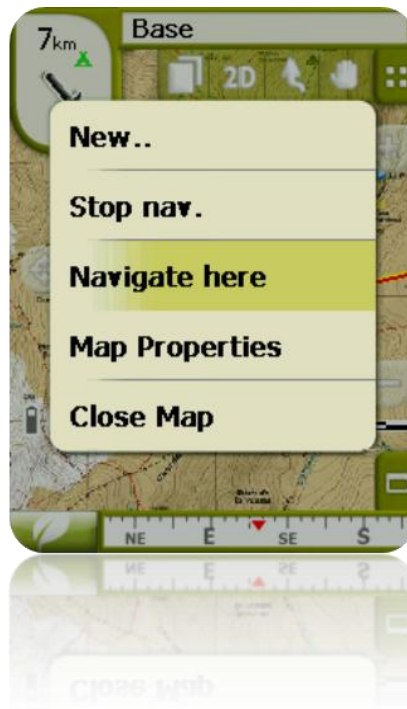 7km
Base
2D
New..
Stop nav.
Navigate here
Map Properties
Close Map
NE E SE S